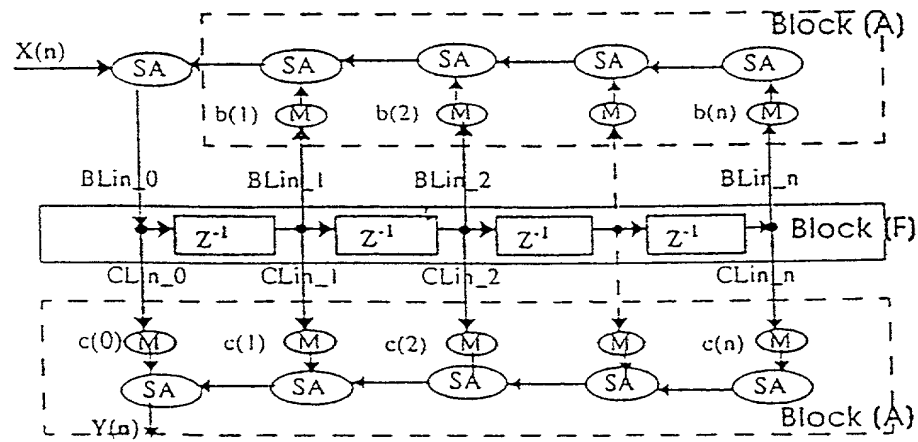 Block (A)
X(n)
SA SA SA SA SA
b(1) M b(2) M M b(n) M
BLin_0 BLin_1 BLin_2 BLin_n
Z-1 Z-1 Z-1 Z-1 Block (F)
CLin_0 CLin_1 CLin_2 CLin_n
c(0) M c(1) M c(2) M M c(n) M
SA SA SA SA SA
Y(n) Block (A)